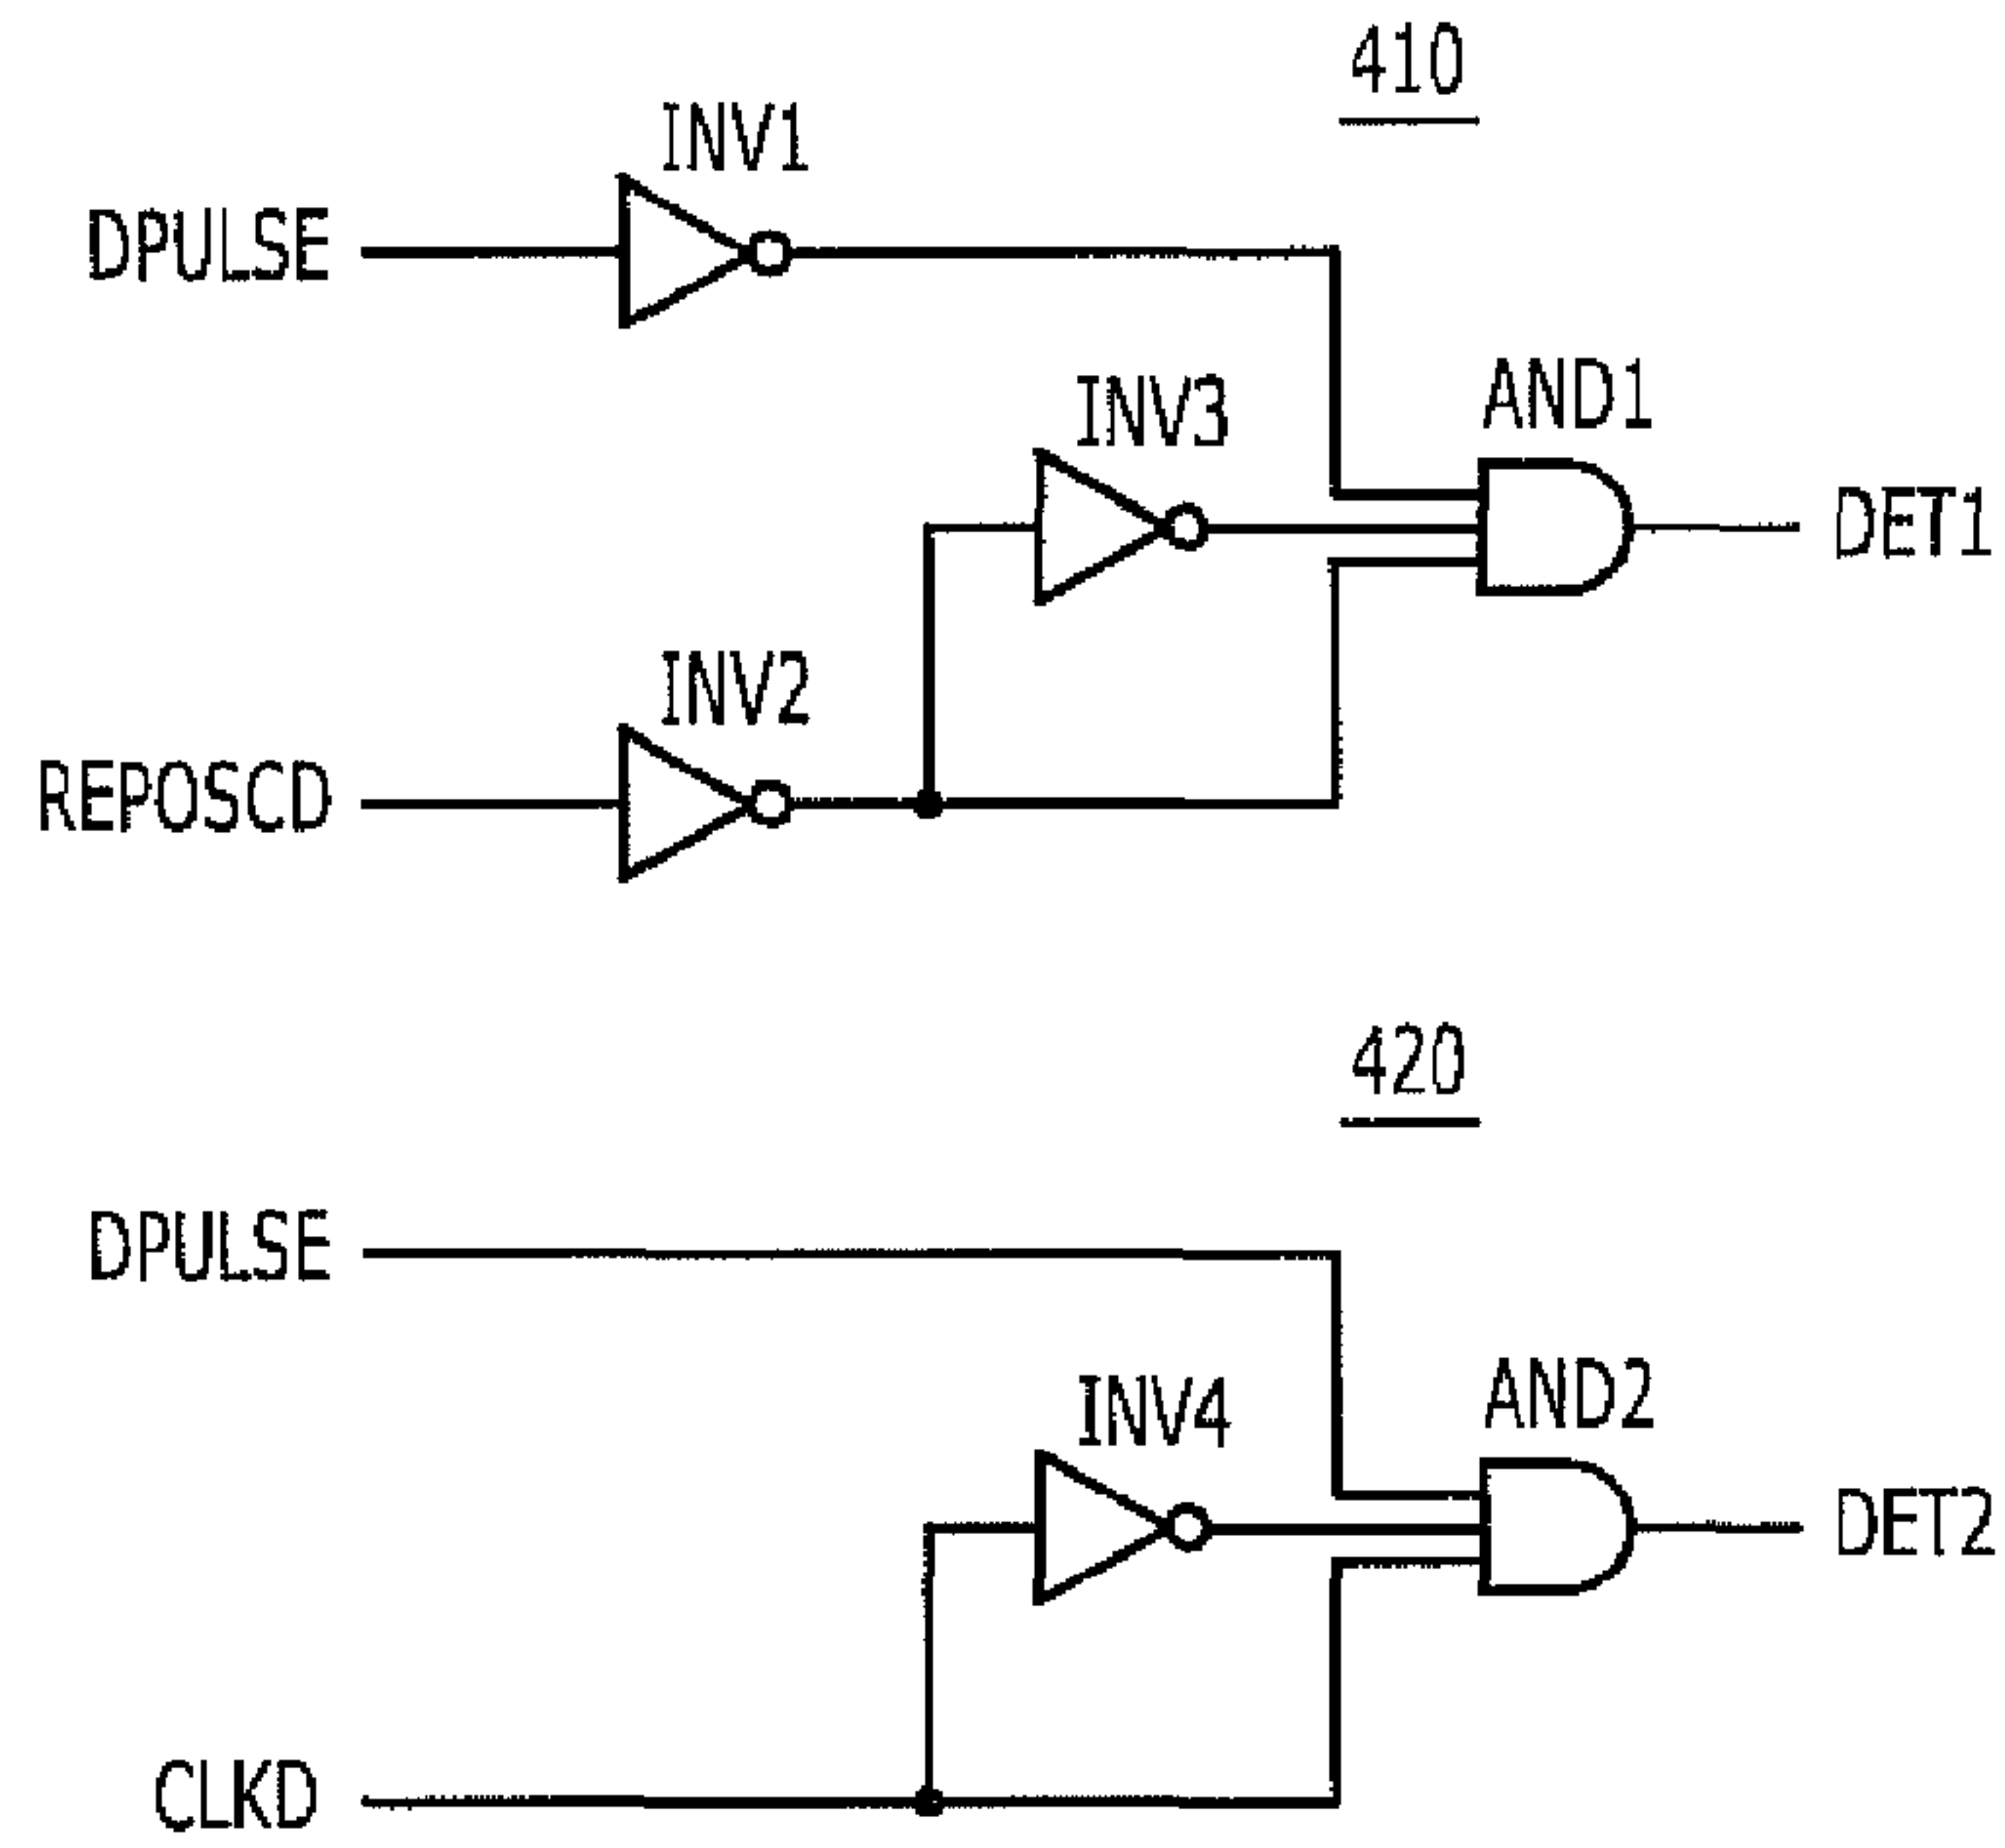 410
INV1
DPULSE
INV3
AND1
DET1
INV2
REPOSCD
420
DPULSE
INV4
AND2
DET2
CLKD